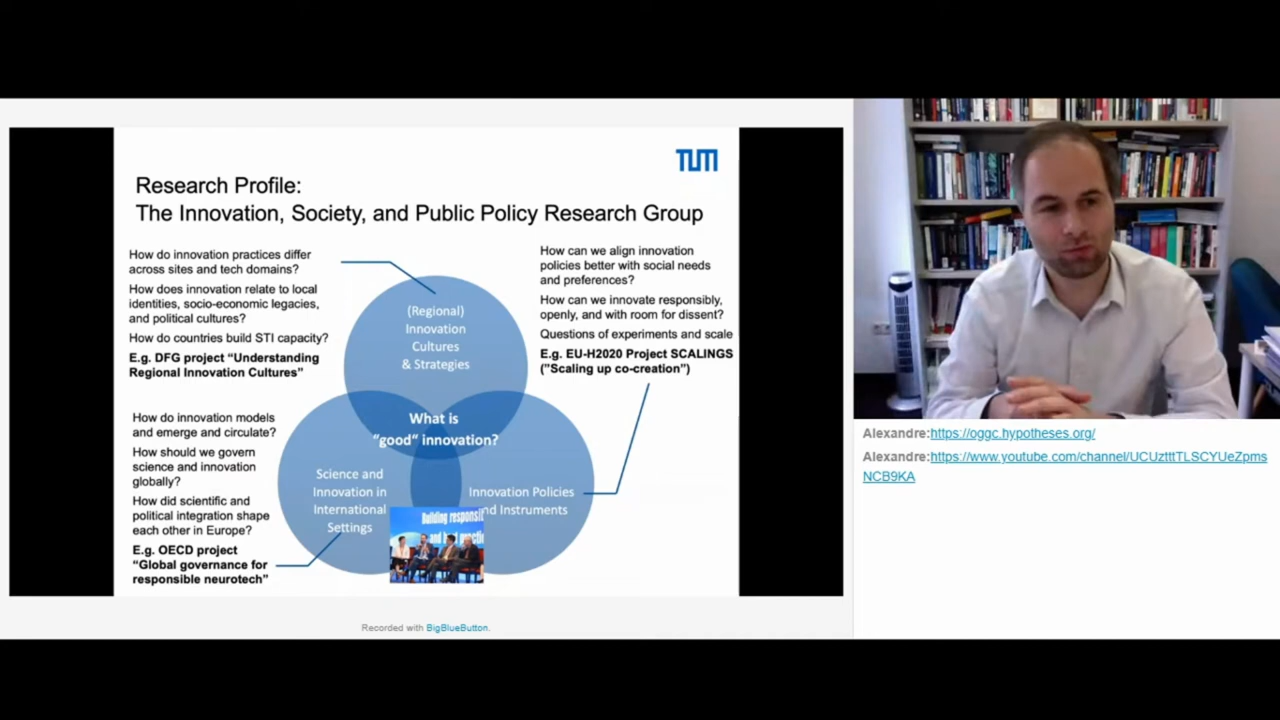 TUM
Research Profile:
The Innovation, Society, and Public Policy Research Group
How do innovation practices differ
across sites and tech domains?
How does innovation relate to local
identities, socio-economic legacies,
and political cultures?
How do countries build STI capacity?
E.g. DFG project “Understanding
Regional Innovation Cultures”
How can we align innovation
policies better with social needs
and preferences?
How can we innovate responsibly,
openly, and with room for dissent?
Questions of experiments and scale
E.g. EU-H2020 Project SCALINGS
(”Scaling up co-creation”)
(Regional)
Innovation
Cultures
& Strategies
What is
“good“ innovation?
How do innovation models
and emerge and circulate?
How should we govern
science and innovation
globally?
How did scientific and
political integration shape
each other in Europe?
E.g. OECD project
“Global governance for
responsible neurotech”
Science and
Innovation in
International
Settings
Innovation Policies
and Instruments
Building
and
Recorded with BigBlueButton.
Alexandre:https://oggc.hypotheses.org/
Alexandre:https://www.youtube.com/channel/UCUztttTLSCYUeZpms
NCB9KA